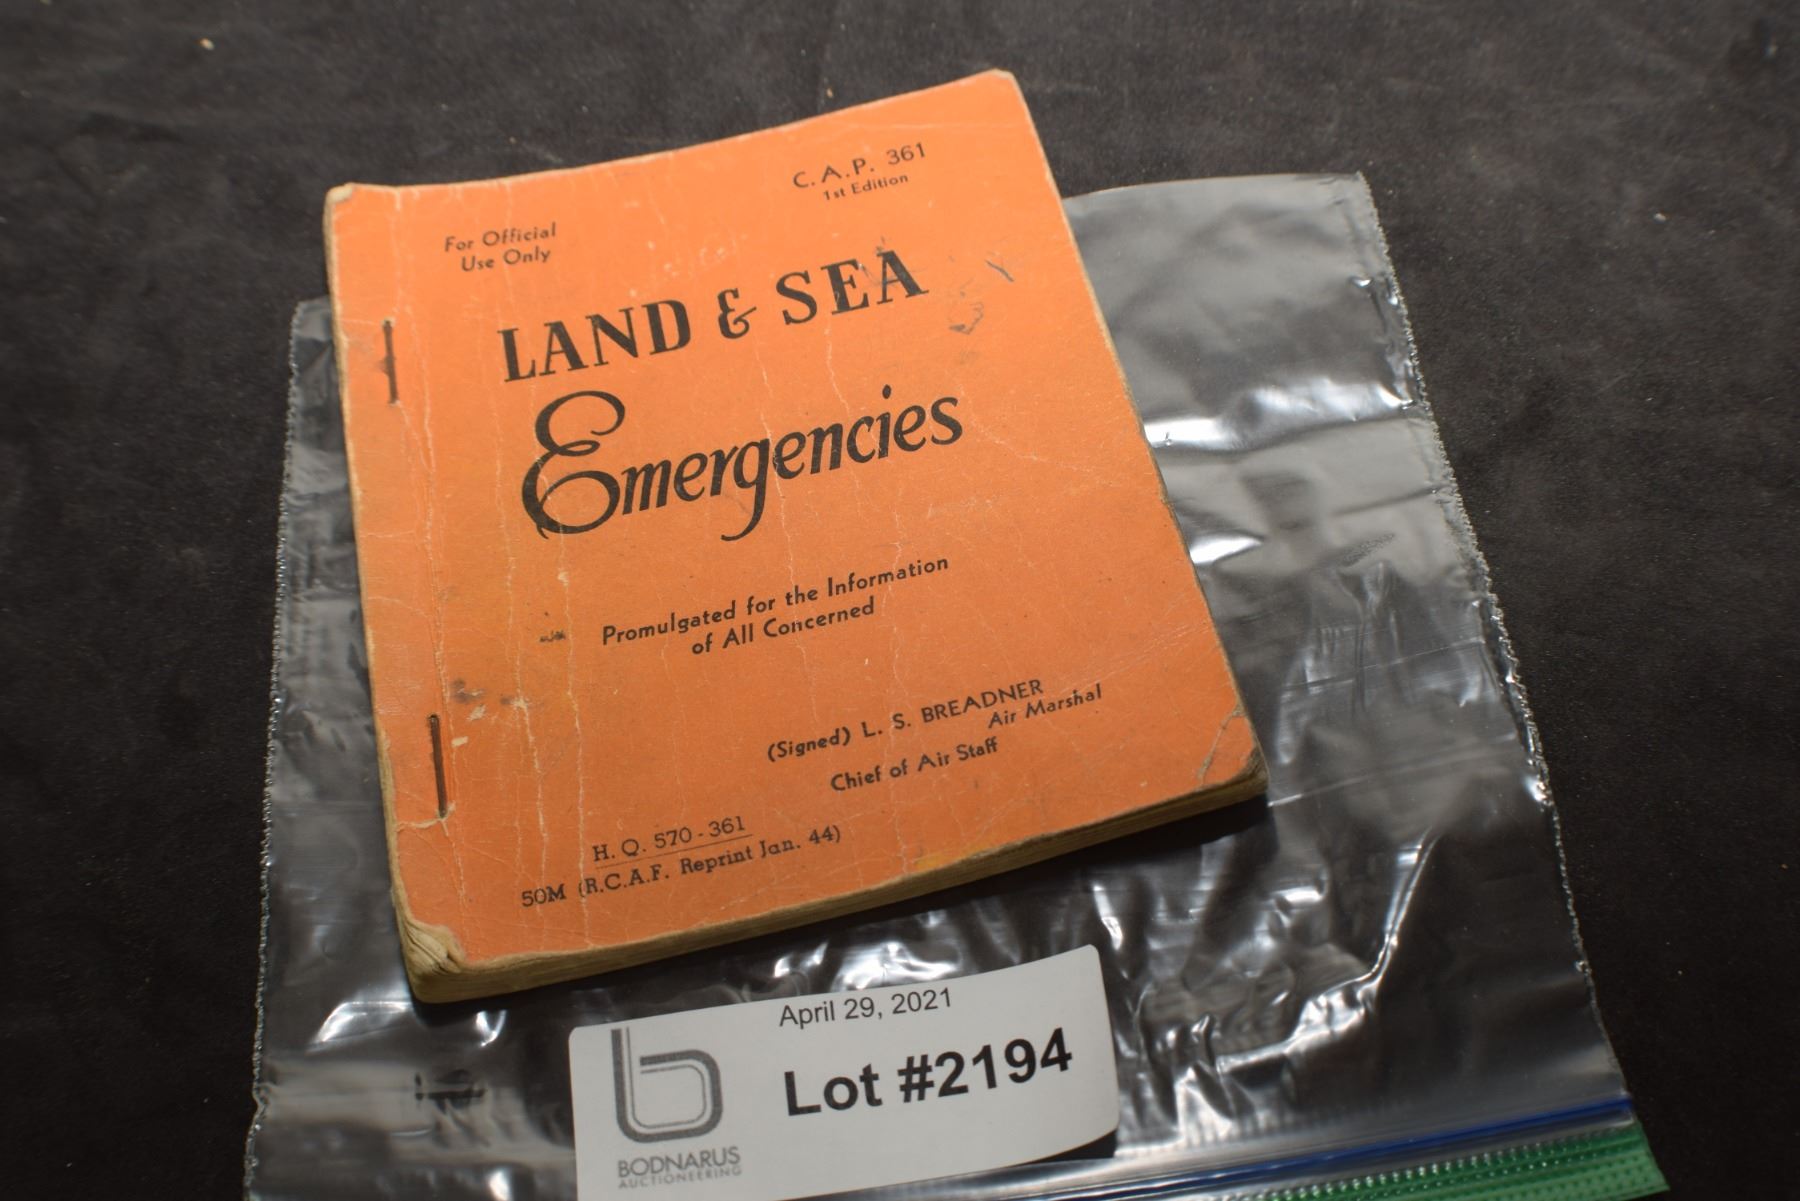 C. A. P. 361
1st Edition
For Official
Use Only
LAND & SEA
Emergencies
Promulgated for the Information
of All Concerned
(Signed) L. S. BREADNER
Air Marshal
Chief of Air Staff
H. Q. 570 - 361
50M (R.C.A.F. Reprint Jan. 44)
April 29, 2021
Lot #2194
BODNARUS
AUCTIONEERING